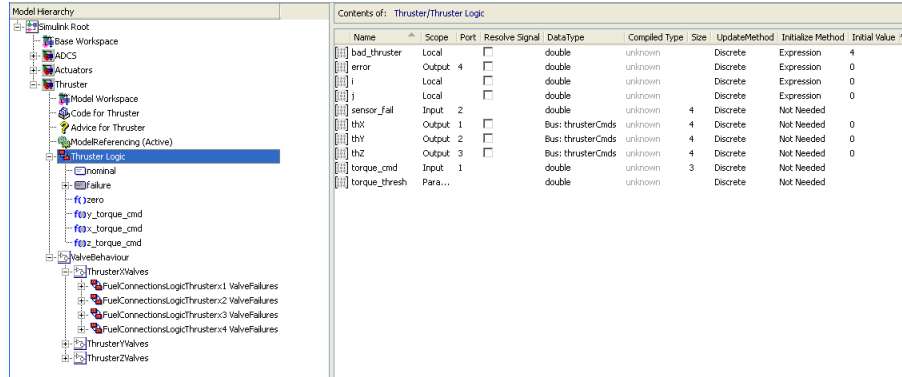 Model Hierarchy
Simulink Root
Base Workspace
ADCS
Actuators
Thruster
Model Workspace
Code for Thruster
Advice for Thruster
ModelReferencing (Active)
Thruster Logic
nominal
failure
f()zero
f()y_torque_cmd
f()x_torque_cmd
f()z_torque_cmd
ValveBehaviour
ThrusterXValves
FuelConnectionsLogicThrusterx1 ValveFailures
FuelConnectionsLogicThrusterx2 ValveFailures
FuelConnectionsLogicThrusterx3 ValveFailures
FuelConnectionsLogicThrusterx4 ValveFailures
ThrusterYValves
ThrusterZValves
Contents of: Thruster/Thruster Logic
Name Scope Port Resolve Signal DataType Compiled Type Size UpdateMethod Initialize Method Initial Value
bad_thruster Local double unknown Discrete Expression 4
error Output 4 double unknown Discrete Expression 0
i Local double unknown Discrete Expression 0
j Local double unknown Discrete Expression 0
sensor_fail Input 2 double unknown 4 Discrete Not Needed
thX Output 1 Bus: thrusterCmds unknown 4 Discrete Not Needed 0
thY Output 2 Bus: thrusterCmds unknown 4 Discrete Not Needed 0
thZ Output 3 Bus: thrusterCmds unknown 4 Discrete Not Needed 0
torque_cmd Input 1 double unknown 3 Discrete Not Needed
torque_thresh Para... double unknown Discrete Not Needed